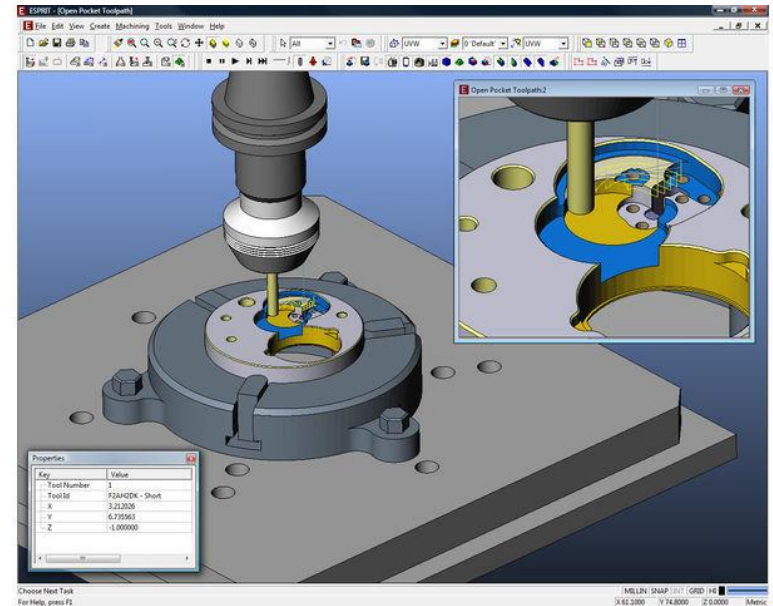 ESPRIT - [Open Pocket Toolpath]
File Edit View Create Machining Tools Window Help
All UVW 0 'Default' UVW
Open Pocket Toolpath:2
Properties
Key Value
Tool Number 1
Tool Id F2AH2DK - Short
X 3.212026
Y 6.735563
Z -1.000000
Choose Next Task
MILLIN SNAP INT GRID HI
For Help, press F1
X 61.1000 Y 74.8000 Z 0.0000 Metric